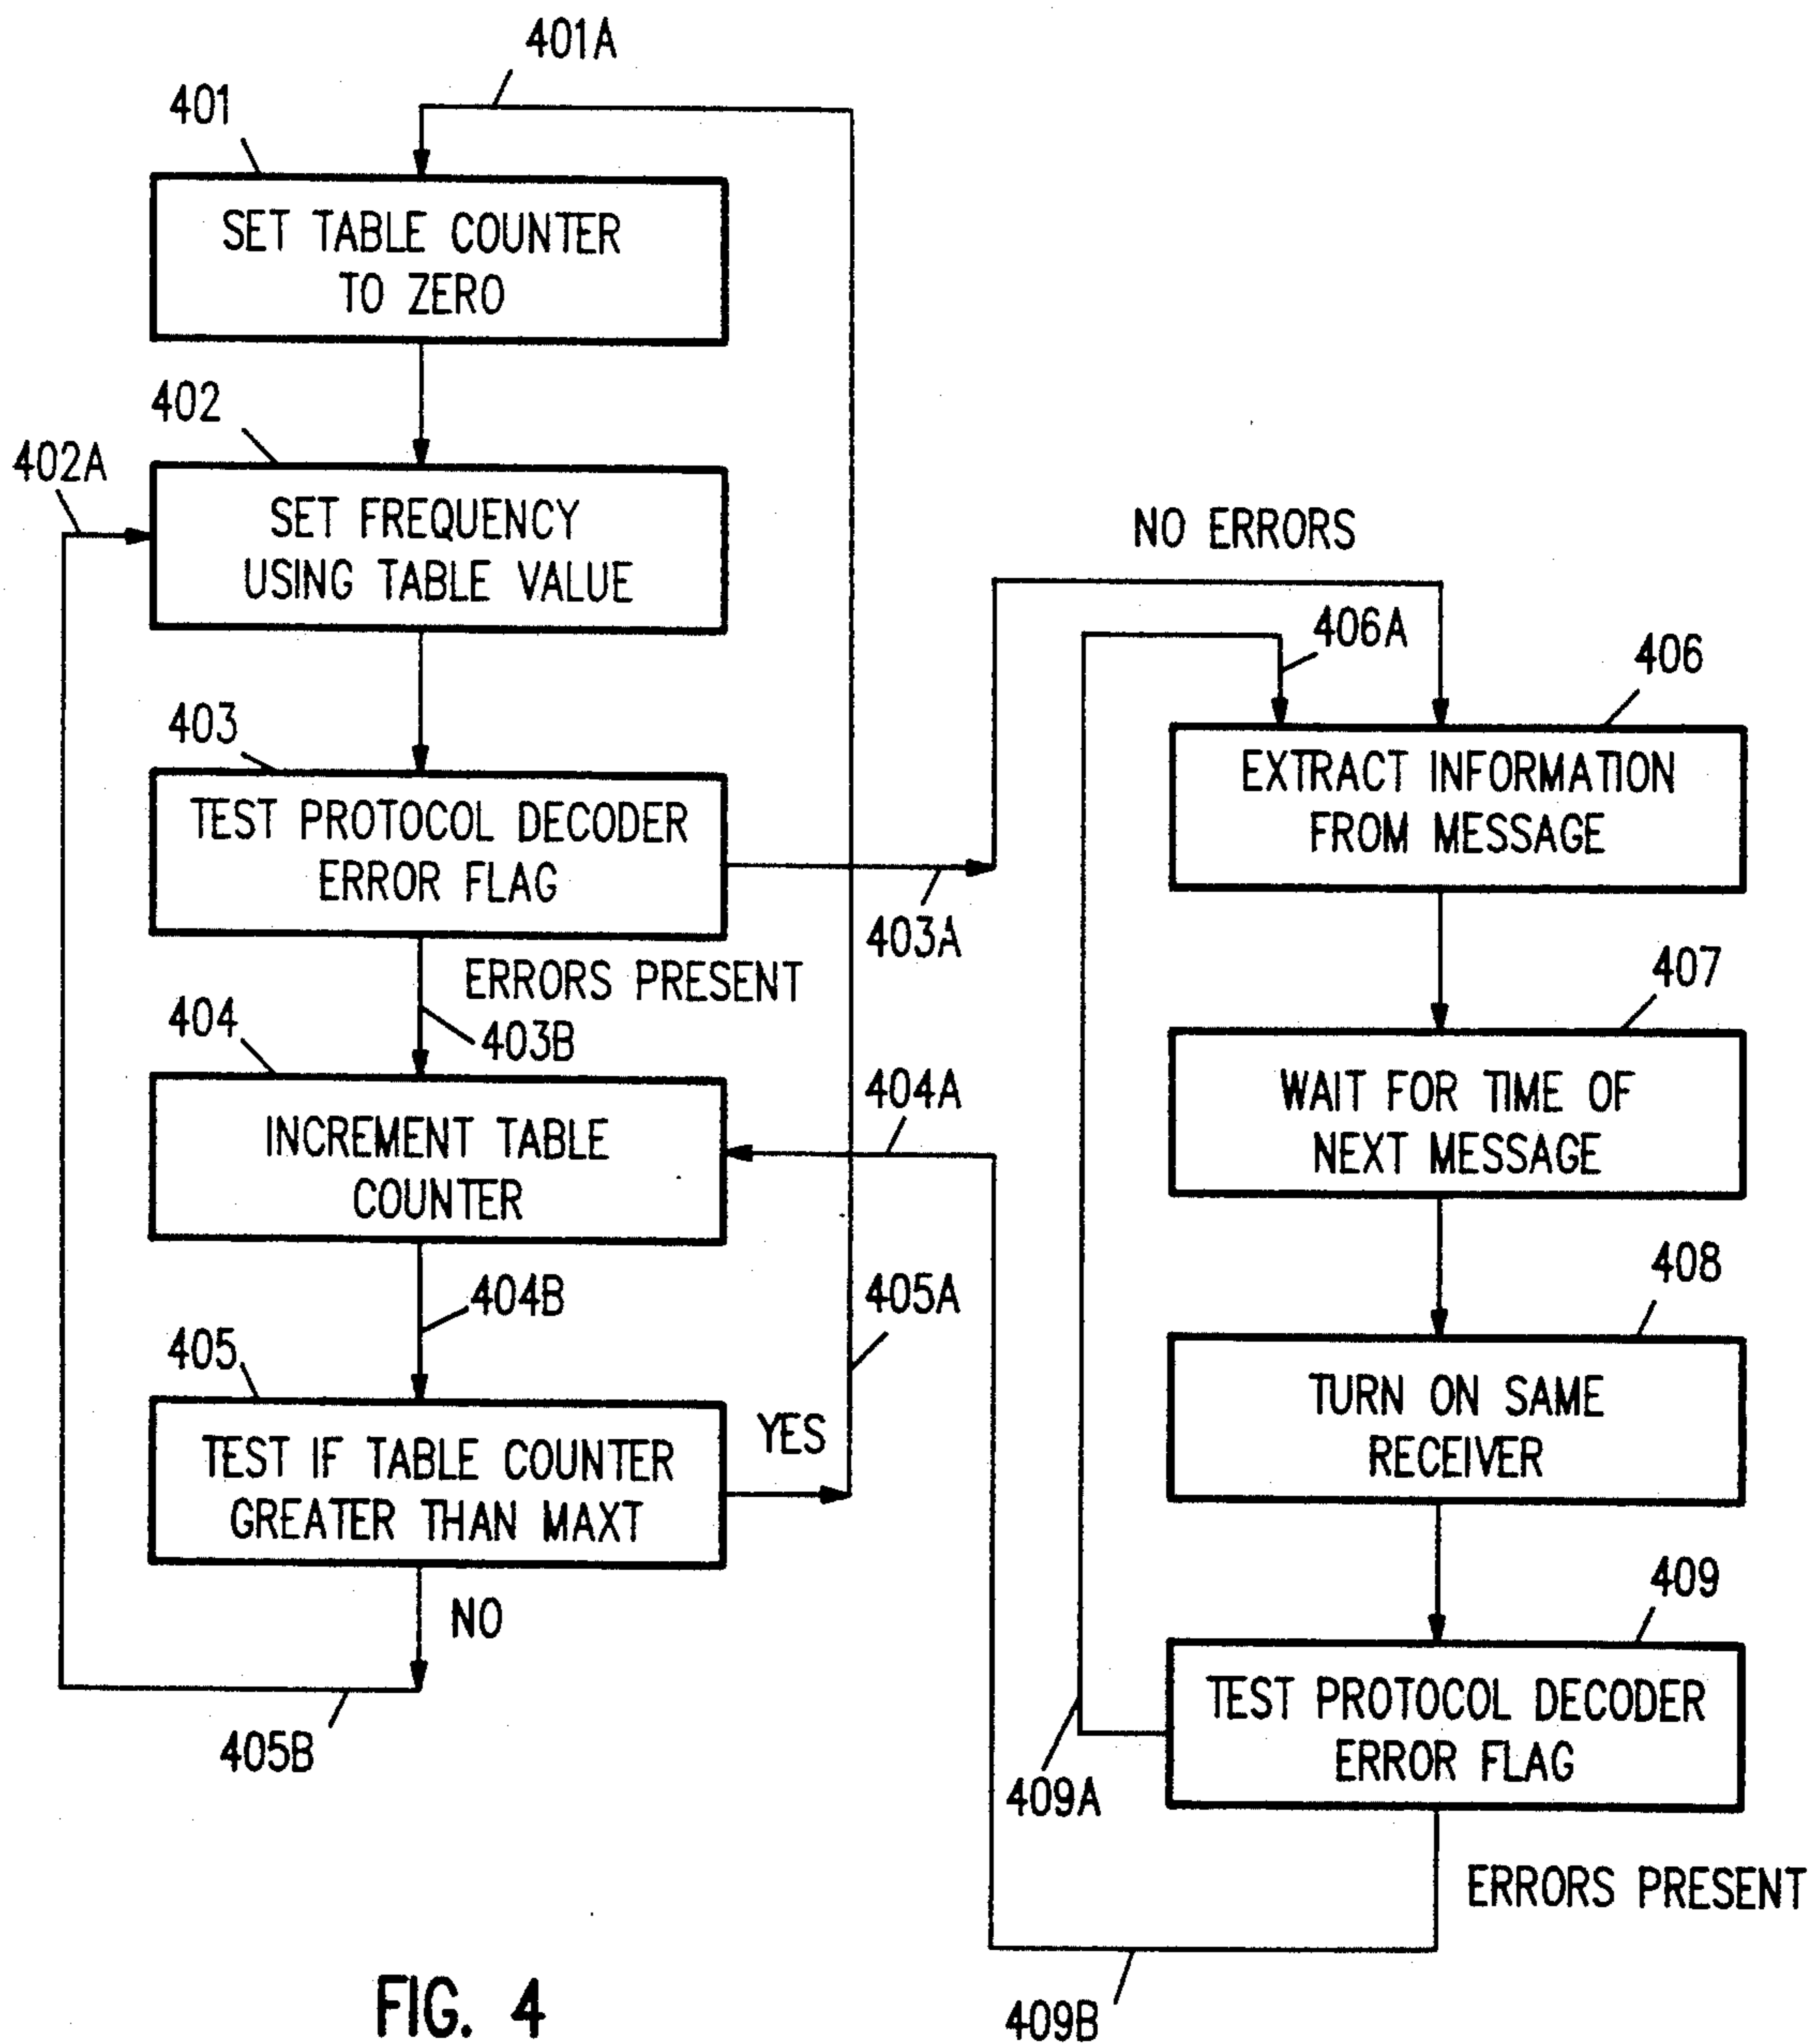 401A
401
SET TABLE COUNTER
TO ZERO
402
402A
SET FREQUENCY
USING TABLE VALUE
403
TEST PROTOCOL DECODER
ERROR FLAG
403A
ERRORS PRESENT
403B
404
INCREMENT TABLE
COUNTER
404A
404B
405
TEST IF TABLE COUNTER
GREATER THAN MAXT
YES
405A
NO
405B
NO ERRORS
406A
406
EXTRACT INFORMATION
FROM MESSAGE
407
WAIT FOR TIME OF
NEXT MESSAGE
408
TURN ON SAME
RECEIVER
409
TEST PROTOCOL DECODER
ERROR FLAG
409A
ERRORS PRESENT
409B
FIG. 4